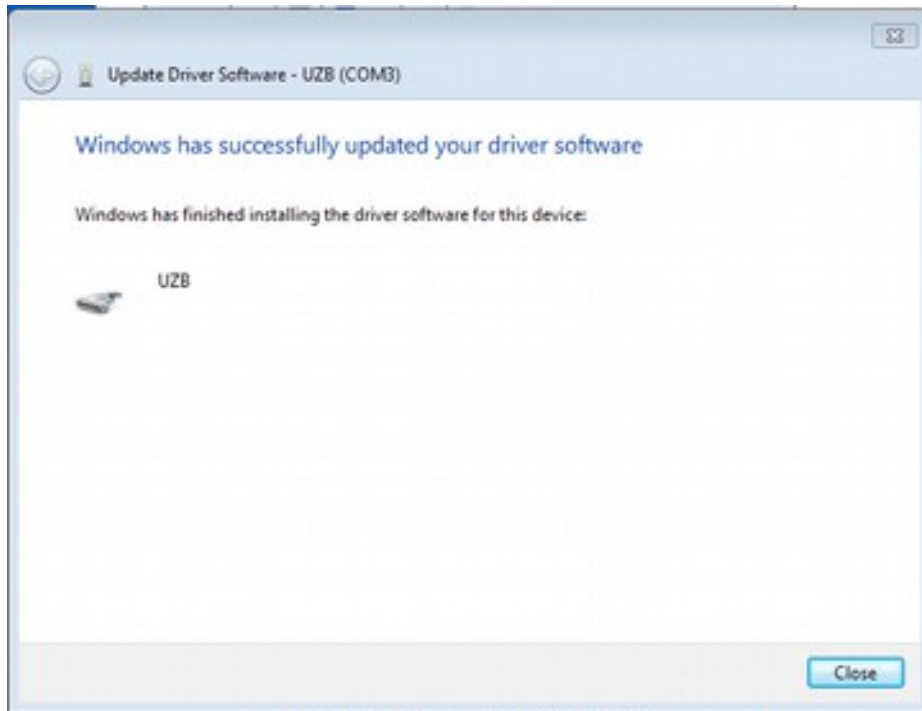 Update Driver Software - UZB (COM3)
Windows has successfully updated your driver software
Windows has finished installing the driver software for this device:
UZB
Close